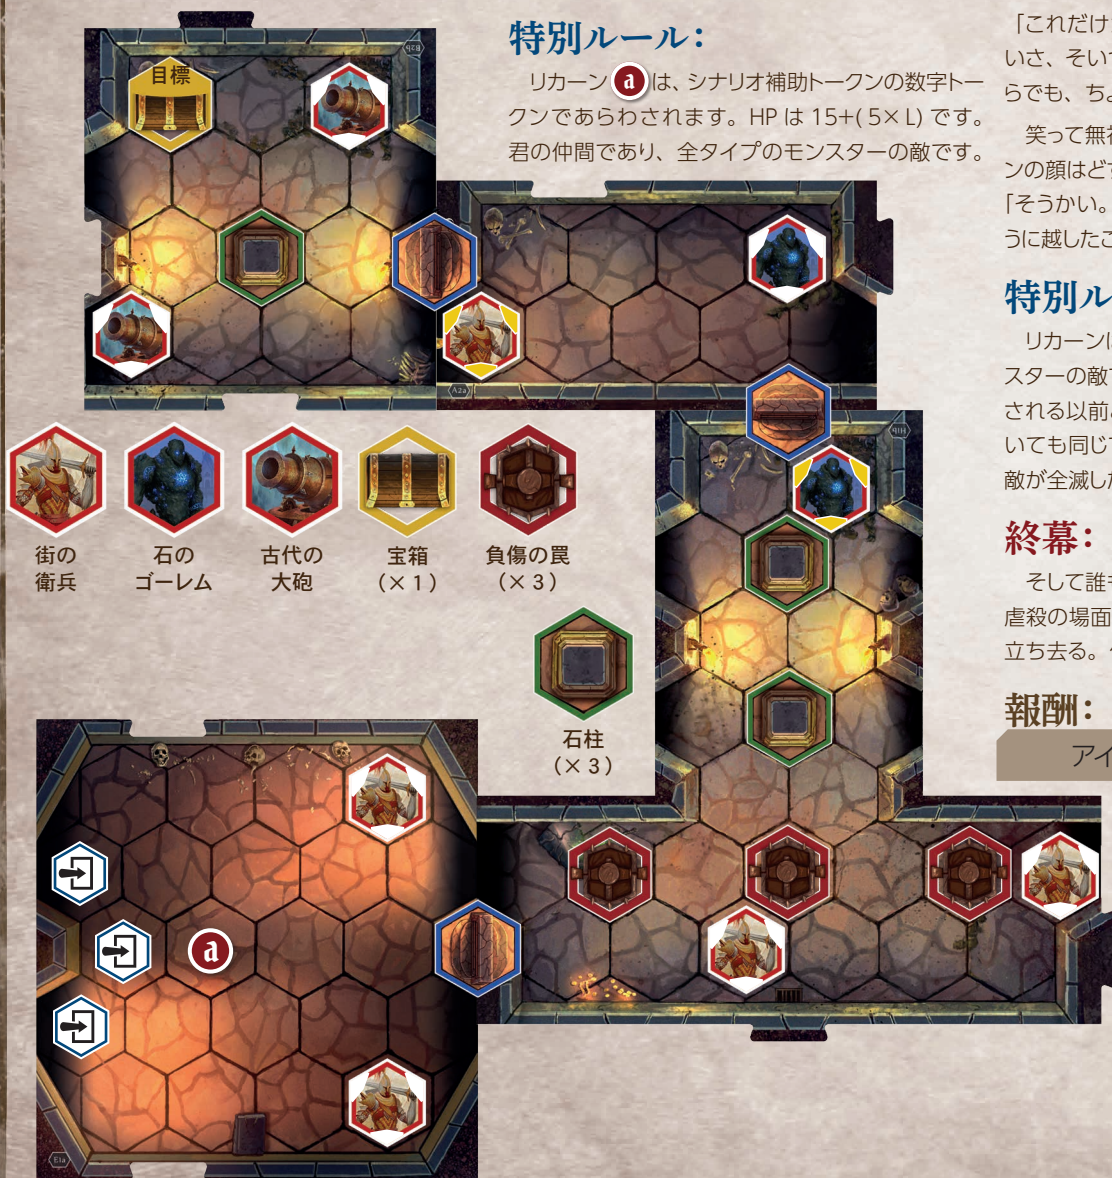 特別ルール：
リカーン a は、シナリオ補助トークンの数字トー
クンであらわされます。HP は 15+( 5× L) です。
君の仲間であり、全タイプのモンスターの敵です。
目標
B2b
A2a
H1b
街の
衛兵
石の
ゴーレム
古代の
大砲
宝箱
（× 1）
負傷の罠
（× 3）
石柱
（× 3）
a
E1a
「これだけ
いさ、そい
らでも、ちょ
笑って無
ンの顔はど
「そうかい。
うに越したこ
特別ル
リカーンに
スターの敵
される以前
いても同じ
敵が全滅し
終幕：
そして誰
虐殺の場面
立ち去る。
報酬：
アイ